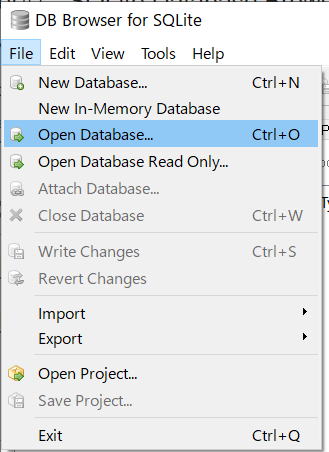 DB Browser for SQLite
File Edit View Tools Help
New Database... Ctrl+N
New In-Memory Database
Open Database... Ctrl+O
Open Database Read Only...
Attach Database...
Close Database Ctrl+W
Write Changes Ctrl+S
Revert Changes
Import
Export
Open Project...
Save Project...
Exit Ctrl+Q